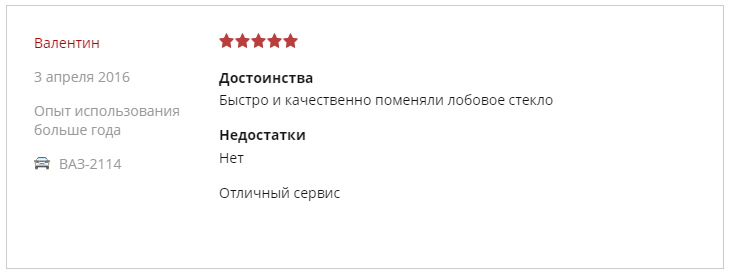 Валентин
3 апреля 2016
Опыт использования
больше года
ВАЗ-2114
Достоинства
Быстро и качественно поменяли лобовое стекло
Недостатки
Нет
Отличный сервис